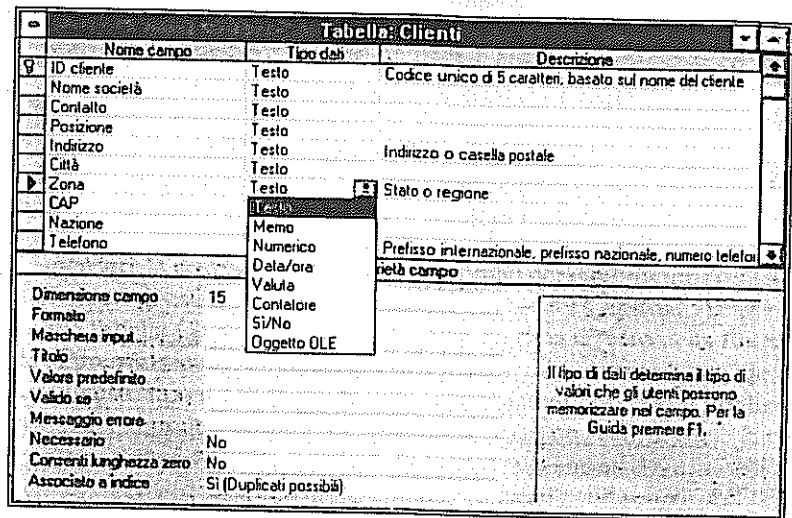 Tabella: Clienti
Nome campo Tipo dati Descrizione
ID cliente Testo Codice unico di 5 caratteri, basato sul nome del cliente
Nome società Testo
Contatto Testo
Posizione Testo
Indirizzo Testo Indirizzo o casella postale
Città Testo
Zona Testo Stato o regione
CAP Testo
Nazione Memo
Telefono Numerico Prefisso internazionale, prefisso nazionale, numero telefo
Data/ora
Valuta
Contatore
Sì/No
Oggetto OLE
rietà campo
Dimensione campo 15
Formato
Maschera input
Titolo
Valore predefinito
Valido se
Messaggio errore
Necessario No
Consenti lunghezza zero No
Associato a indice Sì (Duplicati possibili)
Il tipo di dati determina il tipo di
valori che gli utenti possono
memorizzare nel campo. Per la
Guida premere F1.